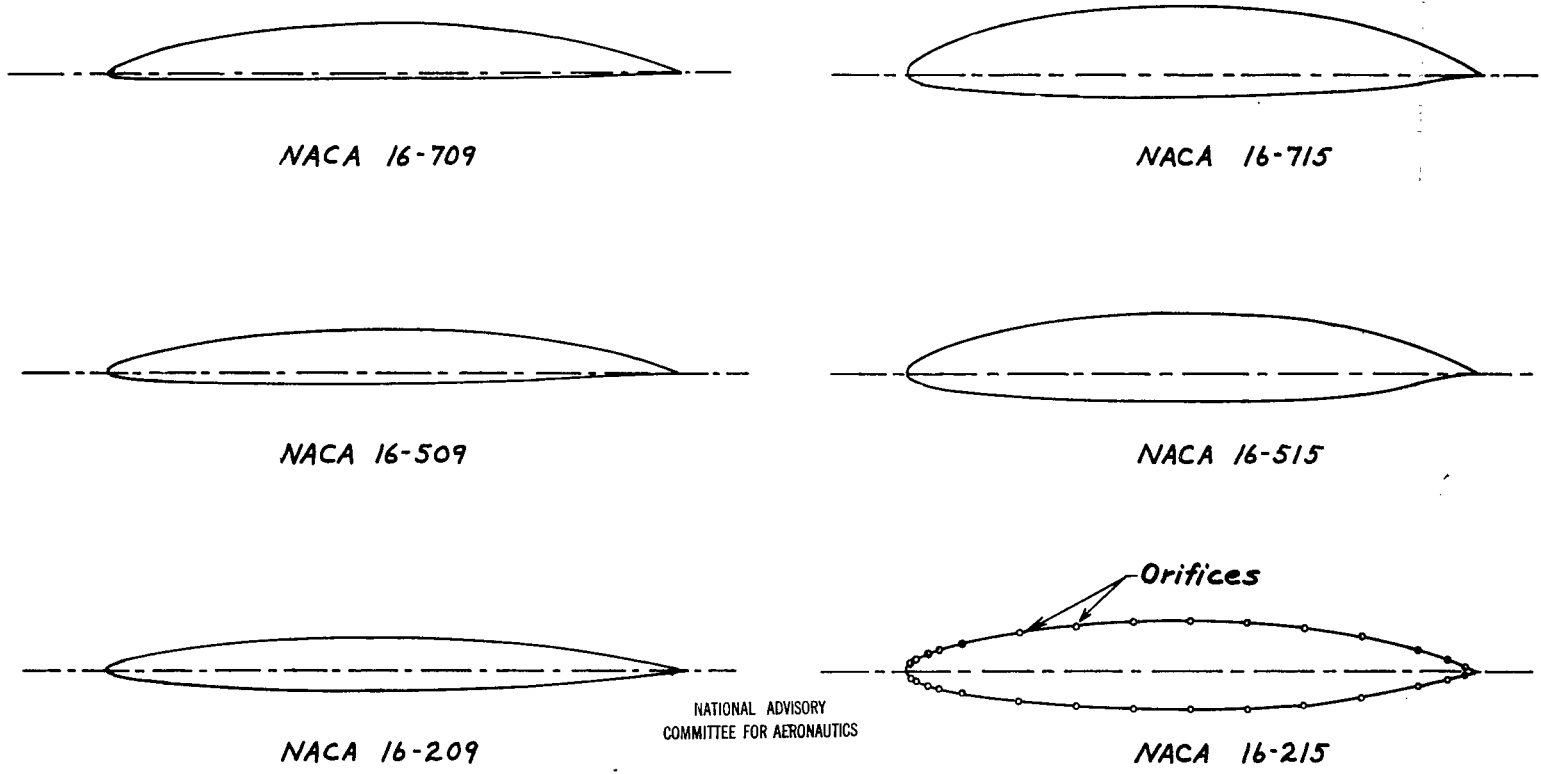 NACA 16-709
NACA 16-715
NACA 16-509
NACA 16-515
Orifices
NATIONAL ADVISORY
COMMITTEE FOR AERONAUTICS
NACA 16-209
NACA 16-215